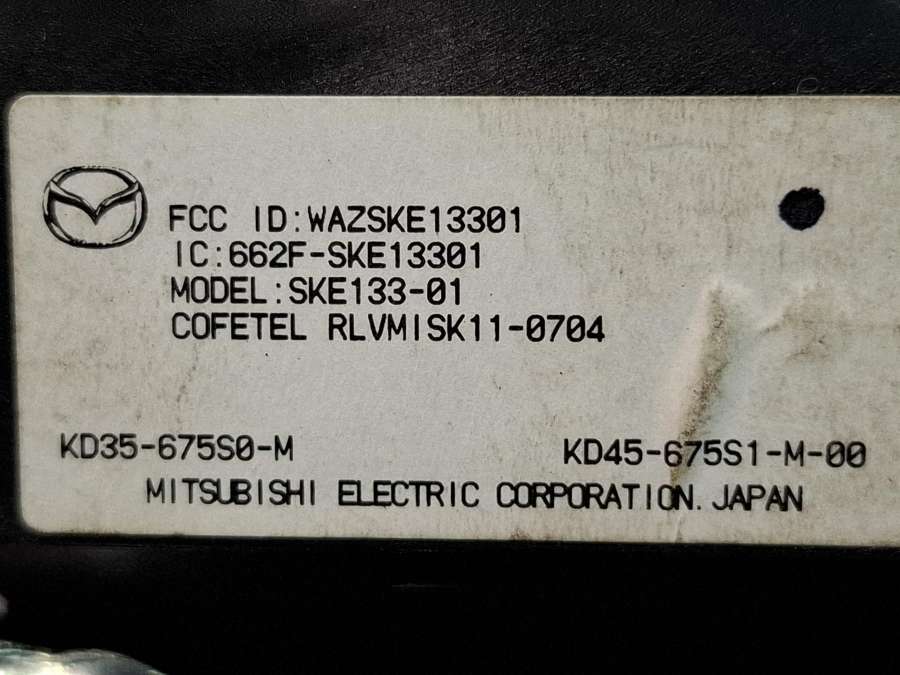 FCC ID:WAZSKE13301
IC:662F-SKE13301
MODEL:SKE133-01
COFETEL RLVMISK11-0704
KD35-675S0-M
KD45-675S1-M-00
MITSUBISHI ELECTRIC CORPORATION. JAPAN